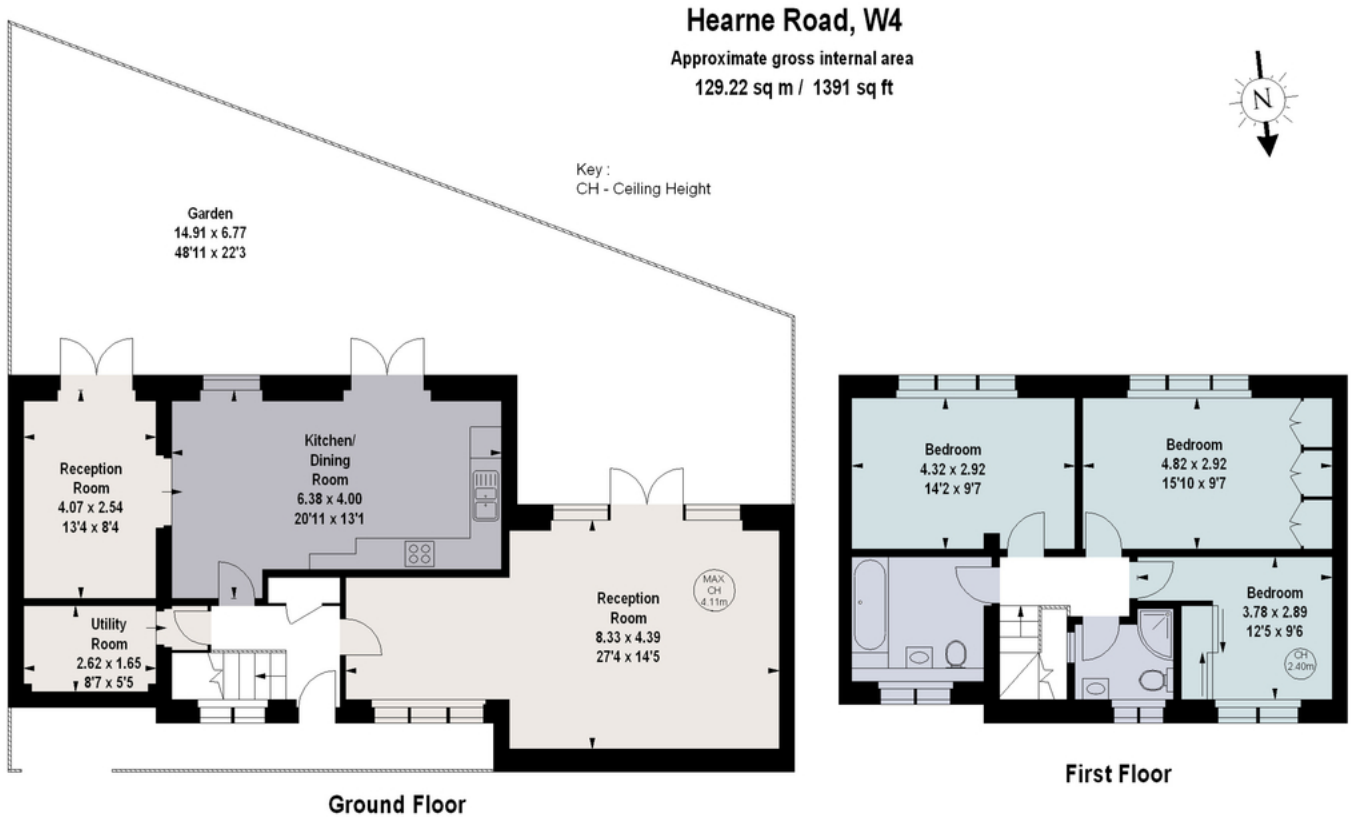 Hearne Road, W4
Approximate gross internal area
129.22 sq m / 1391 sq ft
N
Key :
CH - Ceiling Height
Garden
14.91 x 6.77
48'11 x 22'3
Reception
Room
4.07 x 2.54
13'4 x 8'4
Kitchen/
Dining
Room
6.38 x 4.00
20'11 x 13'1
Utility
Room
2.62 x 1.65
8'7 x 5'5
Reception
Room
8.33 x 4.39
27'4 x 14'5
MAX
CH
4.11m
Ground Floor
Bedroom
4.32 x 2.92
14'2 x 9'7
Bedroom
4.82 x 2.92
15'10 x 9'7
Bedroom
3.78 x 2.89
12'5 x 9'6
CH
2.40m
First Floor